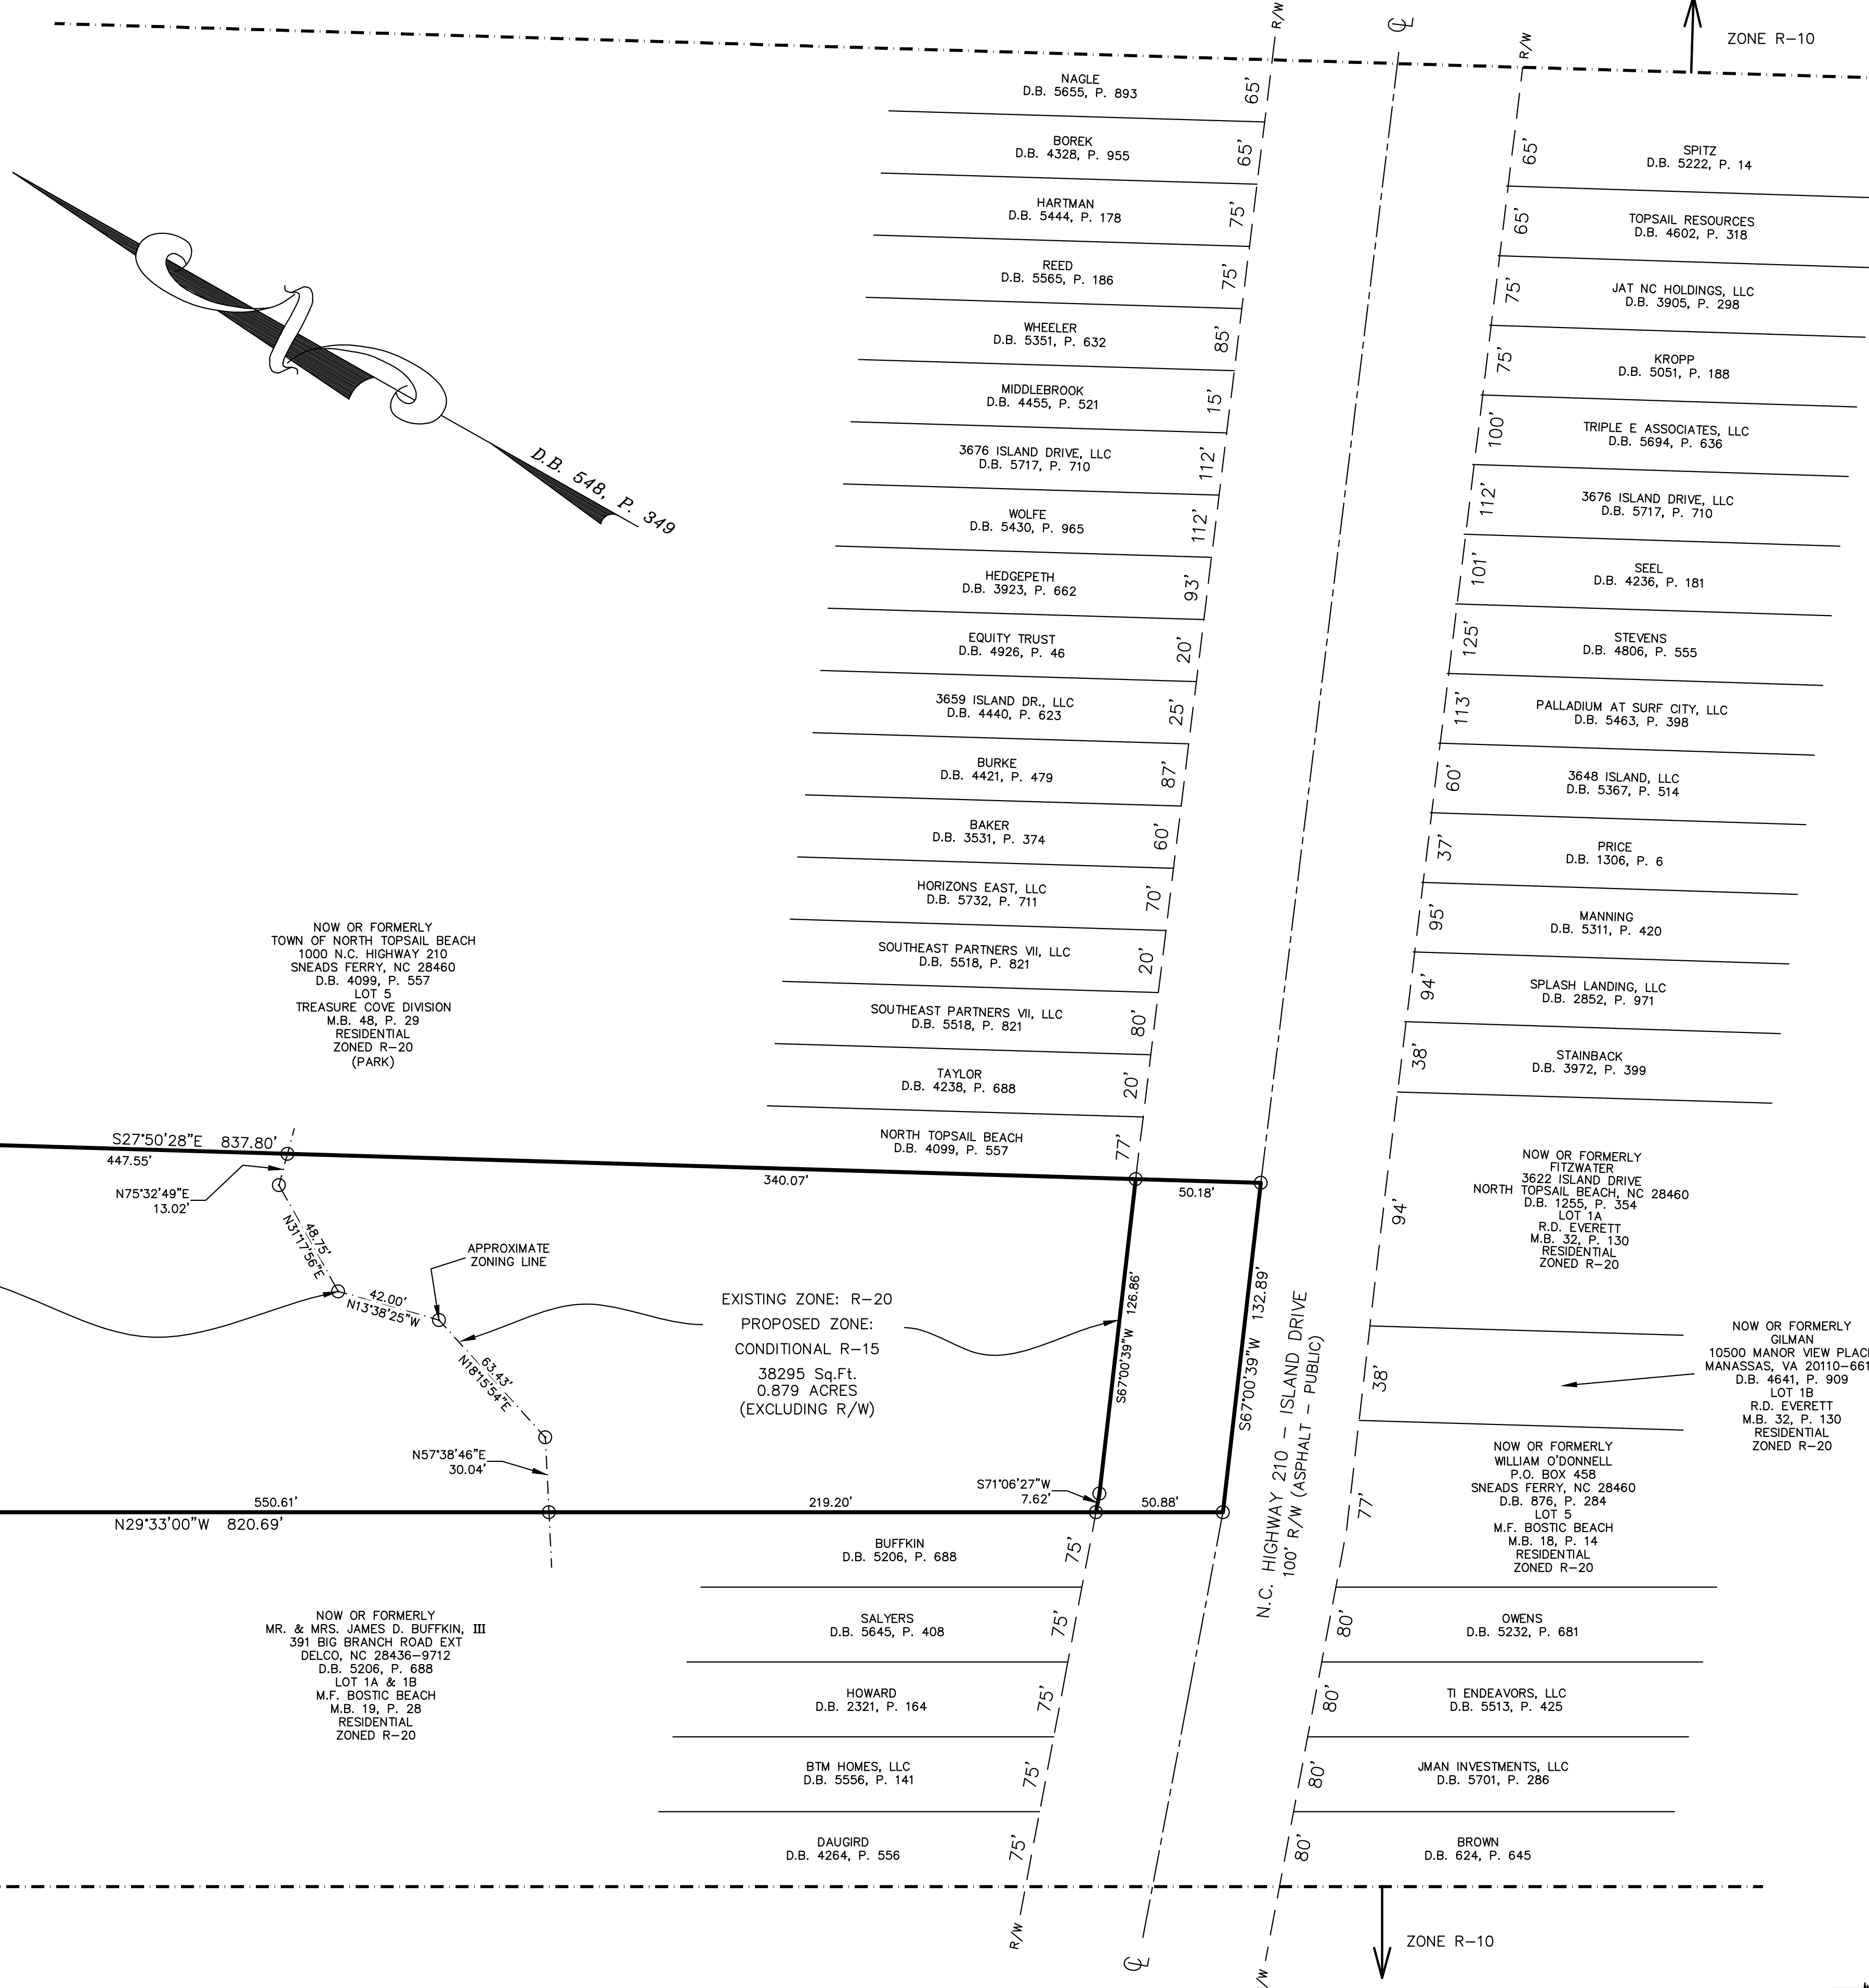 R/W
C̲L̲
R/W
ZONE R-10
NAGLE
D.B. 5655, P. 893
65'
BOREK
D.B. 4328, P. 955
65'
HARTMAN
D.B. 5444, P. 178
75'
REED
D.B. 5565, P. 186
75'
WHEELER
D.B. 5351, P. 632
85'
MIDDLEBROOK
D.B. 4455, P. 521
15'
3676 ISLAND DRIVE, LLC
D.B. 5717, P. 710
112'
WOLFE
D.B. 5430, P. 965
112'
HEDGEPETH
D.B. 3923, P. 662
93'
EQUITY TRUST
D.B. 4926, P. 46
20'
3659 ISLAND DR., LLC
D.B. 4440, P. 623
25'
BURKE
D.B. 4421, P. 479
87'
BAKER
D.B. 3531, P. 374
60'
HORIZONS EAST, LLC
D.B. 5732, P. 711
70'
SOUTHEAST PARTNERS VII, LLC
D.B. 5518, P. 821
20'
SOUTHEAST PARTNERS VII, LLC
D.B. 5518, P. 821
80'
TAYLOR
D.B. 4238, P. 688
20'
NORTH TOPSAIL BEACH
D.B. 4099, P. 557
77'
65'
SPITZ
D.B. 5222, P. 14
65'
TOPSAIL RESOURCES
D.B. 4602, P. 318
75'
JAT NC HOLDINGS, LLC
D.B. 3905, P. 298
75'
KROPP
D.B. 5051, P. 188
100'
TRIPLE E ASSOCIATES, LLC
D.B. 5694, P. 636
112'
3676 ISLAND DRIVE, LLC
D.B. 5717, P. 710
101'
SEEL
D.B. 4236, P. 181
125'
STEVENS
D.B. 4806, P. 555
113'
PALLADIUM AT SURF CITY, LLC
D.B. 5463, P. 398
60'
3648 ISLAND, LLC
D.B. 5367, P. 514
37'
PRICE
D.B. 1306, P. 6
95'
MANNING
D.B. 5311, P. 420
94'
SPLASH LANDING, LLC
D.B. 2852, P. 971
38'
STAINBACK
D.B. 3972, P. 399
N
D.B. 548, P. 349
NOW OR FORMERLY
TOWN OF NORTH TOPSAIL BEACH
1000 N.C. HIGHWAY 210
SNEADS FERRY, NC 28460
D.B. 4099, P. 557
LOT 5
TREASURE COVE DIVISION
M.B. 48, P. 29
RESIDENTIAL
ZONED R-20
(PARK)
S27°50'28"E 837.80'
447.55'
340.07'
50.18'
N75°32'49"E
13.02'
48.75'
N31°17'56"E
42.00'
N13°38'25"W
APPROXIMATE
ZONING LINE
63.43'
N18°15'54"E
N57°38'46"E
30.04'
EXISTING ZONE: R-20
PROPOSED ZONE:
CONDITIONAL R-15
38295 Sq.Ft.
0.879 ACRES
(EXCLUDING R/W)
S67°00'39"W 126.86'
S67°00'39"W 132.89'
S71°06'27"W
7.62'
550.61'
219.20'
50.88'
N29°33'00"W 820.69'
N.C. HIGHWAY 210 - ISLAND DRIVE
100' R/W (ASPHALT - PUBLIC)
94'
NOW OR FORMERLY
FITZWATER
3622 ISLAND DRIVE
NORTH TOPSAIL BEACH, NC 28460
D.B. 1255, P. 354
LOT 1A
R.D. EVERETT
M.B. 32, P. 130
RESIDENTIAL
ZONED R-20
38'
NOW OR FORMERLY
GILMAN
10500 MANOR VIEW PLACE
MANASSAS, VA 20110-661
D.B. 4641, P. 909
LOT 1B
R.D. EVERETT
M.B. 32, P. 130
RESIDENTIAL
ZONED R-20
77'
NOW OR FORMERLY
WILLIAM O'DONNELL
P.O. BOX 458
SNEADS FERRY, NC 28460
D.B. 876, P. 284
LOT 5
M.F. BOSTIC BEACH
M.B. 18, P. 14
RESIDENTIAL
ZONED R-20
NOW OR FORMERLY
MR. & MRS. JAMES D. BUFFKIN, III
391 BIG BRANCH ROAD EXT
DELCO, NC 28436-9712
D.B. 5206, P. 688
LOT 1A & 1B
M.F. BOSTIC BEACH
M.B. 19, P. 28
RESIDENTIAL
ZONED R-20
BUFFKIN
D.B. 5206, P. 688
75'
SALYERS
D.B. 5645, P. 408
75'
HOWARD
D.B. 2321, P. 164
75'
BTM HOMES, LLC
D.B. 5556, P. 141
75'
DAUGIRD
D.B. 4264, P. 556
75'
80'
OWENS
D.B. 5232, P. 681
80'
TI ENDEAVORS, LLC
D.B. 5513, P. 425
80'
JMAN INVESTMENTS, LLC
D.B. 5701, P. 286
80'
BROWN
D.B. 624, P. 645
R/W
C̲L̲
/W
ZONE R-10